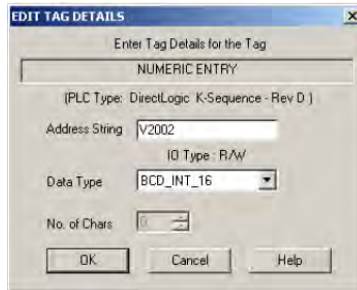 EDIT TAG DETAILS
Enter Tag Details for the Tag
NUMERIC ENTRY
(PLC Type: DirectLogic K-Sequence - Rev D )
Address String V2002
IO Type : R/W
Data Type BCD_INT_16
No. of Chars 0
OK Cancel Help